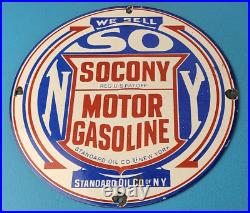 WE SELL
SO
N Y
SOCONY
REG.U.S.PAT.OFF.
MOTOR
GASOLINE
STANDARD OIL CO. OF NEW YORK
STANDARD OIL CO. OF N.Y.